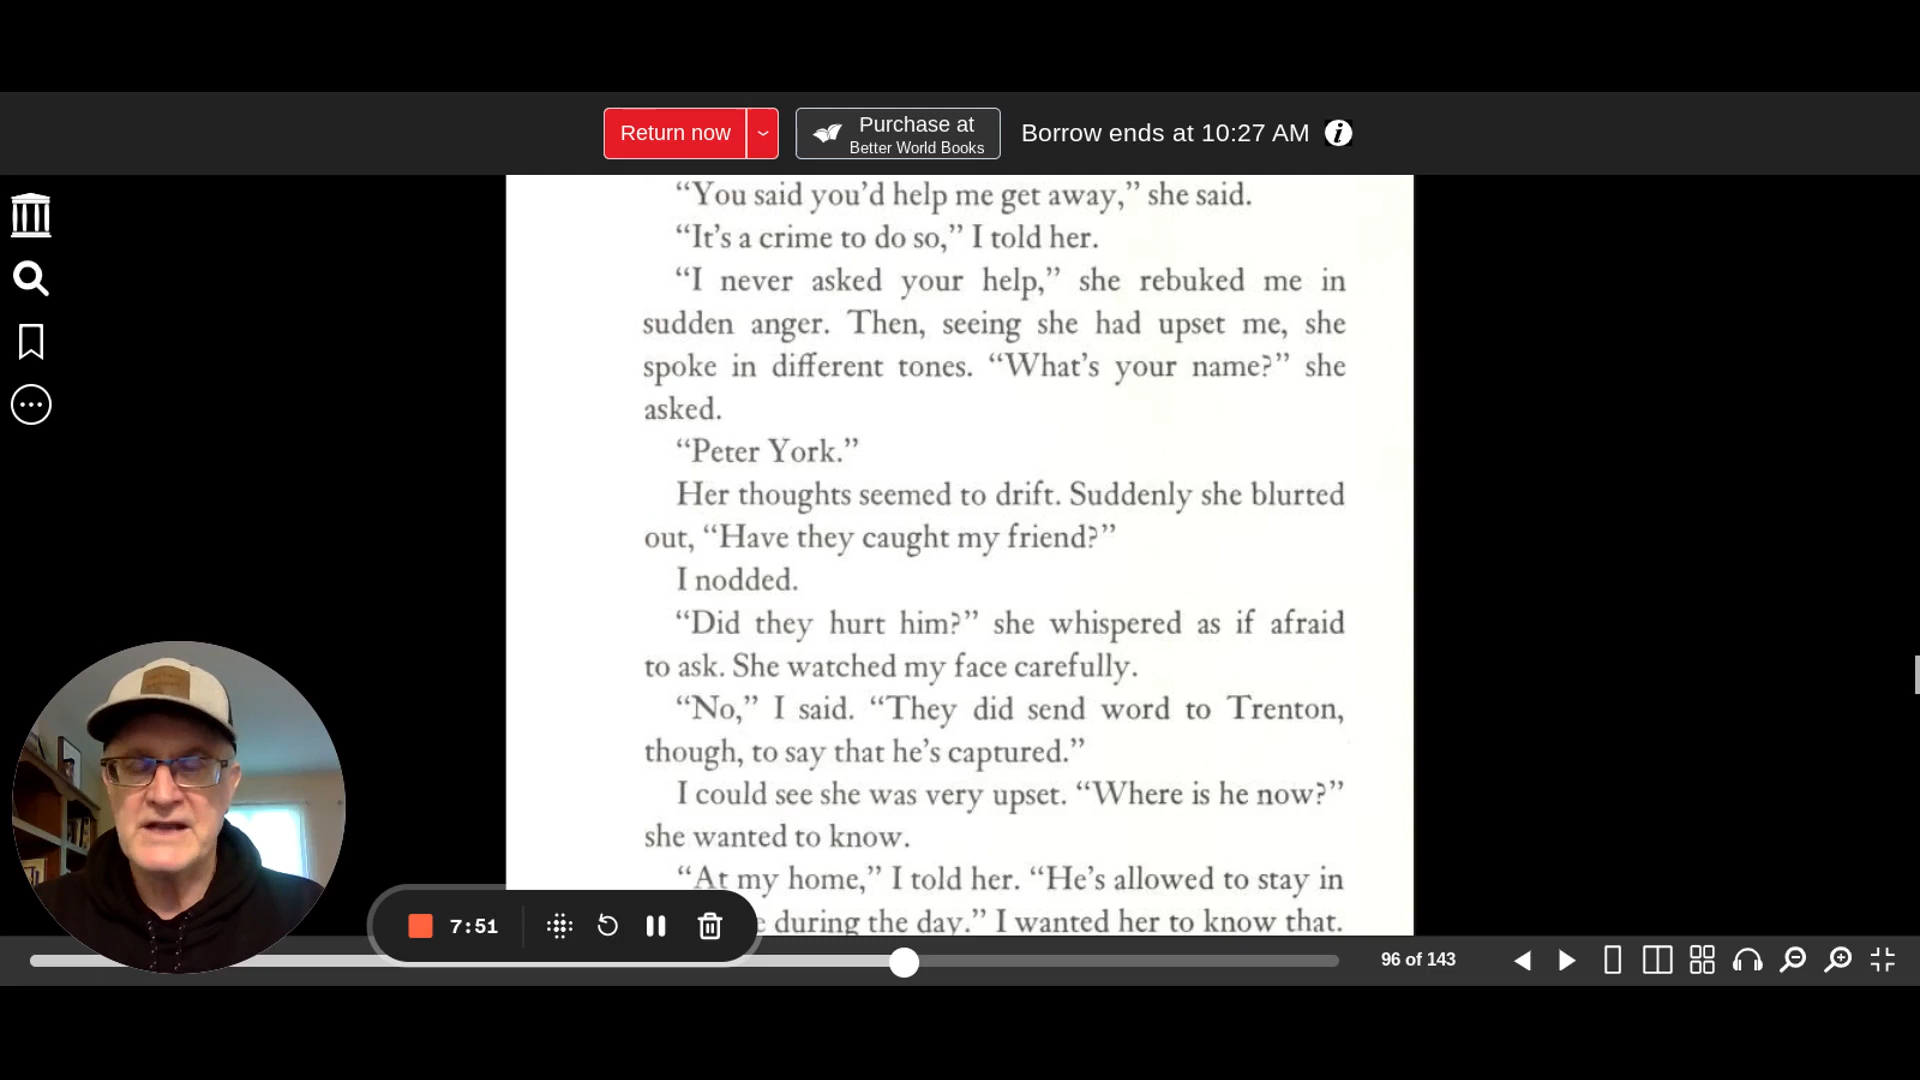 Return now
Purchase at
Better World Books
Borrow ends at 10:27 AM
“You said you’d help me get away,” she said.
“It’s a crime to do so,” I told her.
“I never asked your help,” she rebuked me in
sudden anger. Then, seeing she had upset me, she
spoke in different tones. “What’s your name?” she
asked.
“Peter York.”
Her thoughts seemed to drift. Suddenly she blurted
out, “Have they caught my friend?”
I nodded.
“Did they hurt him?” she whispered as if afraid
to ask. She watched my face carefully.
“No,” I said. “They did send word to Trenton,
though, to say that he’s captured.”
I could see she was very upset. “Where is he now?”
she wanted to know.
“At my home,” I told her. “He’s allowed to stay in
during the day.” I wanted her to know that.
7:51
96 of 143